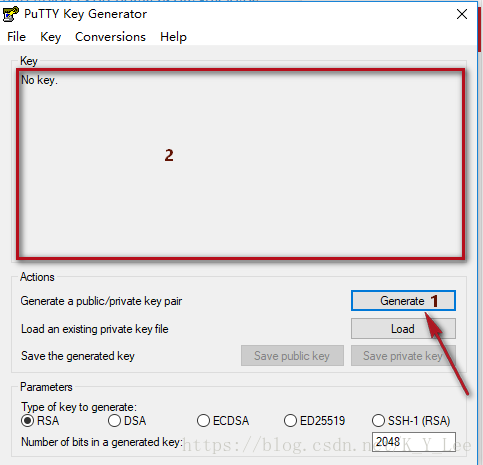 PuTTY Key Generator
File Key Conversions Help
Key
No key.
2
Actions
Generate a public/private key pair
Generate 1
Load an existing private key file
Load
Save the generated key
Save public key
Save private key
Parameters
Type of key to generate:
RSA DSA ECDSA ED25519 SSH-1 (RSA)
Number of bits in a generated key:
2048
https://blog.csdn.net/K_Y_Lee